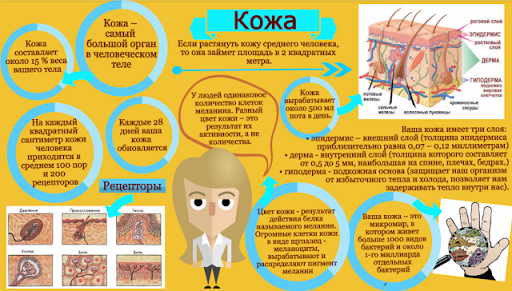 Кожа
Если растянуть кожу среднего человека,
то она займет площадь в 2 квадратных
метра.
Кожа –
самый
большой орган
в человеческом
теле
Кожа
составляет
около 15 % веса
вашего тела
На каждый
квадратный
сантиметр кожи
человека
приходится в
среднем 100 пор
и 200
рецепторов
Каждые 28
дней ваша
кожа
обновляется
У людей одинаковое
количество клеток
меланина. Разный
цвет кожи – это
результат их
активности, а не
количества.
Кожа
вырабатывает
около 500 мл
пота в день.
роговой слой
ЭПИДЕРМИС
ростковый
слой
ДЕРМА
ГИПОДЕРМА
подкожная
жировая
клетчатка
потовые
железы
сальные
железы
волосяные луковицы
кровеносные
сосуды
Ваша кожа имеет три слоя:
• эпидермис – внешний слой (толщина эпидермиса
приблизительно равна 0,07 – 0,12 миллиметрам)
• дерма - внутренний слой (толщина которого составляет
от 0,5 до 5 мм, наибольшая на спине, плечах, бедрах.)
• гиподерма - подкожная основа (защищает наш организм
от избыточного тепла и холода, позволяет нам
задерживать тепло внутри нас).
Рецепторы
Давление
Прикосновение
Тепло
Холод
Боль
Боль
Цвет кожи - результат
действия белка
называемого меланин.
Огромные клетки кожи
в виде щупалец -
меланоциты,
вырабатывают и
распределяют пигмент
меланин
Ваша кожа – это
микромир, в
котором живет
больше 1000 видов
бактерий и около
1-го миллиарда
отдельных
бактерий